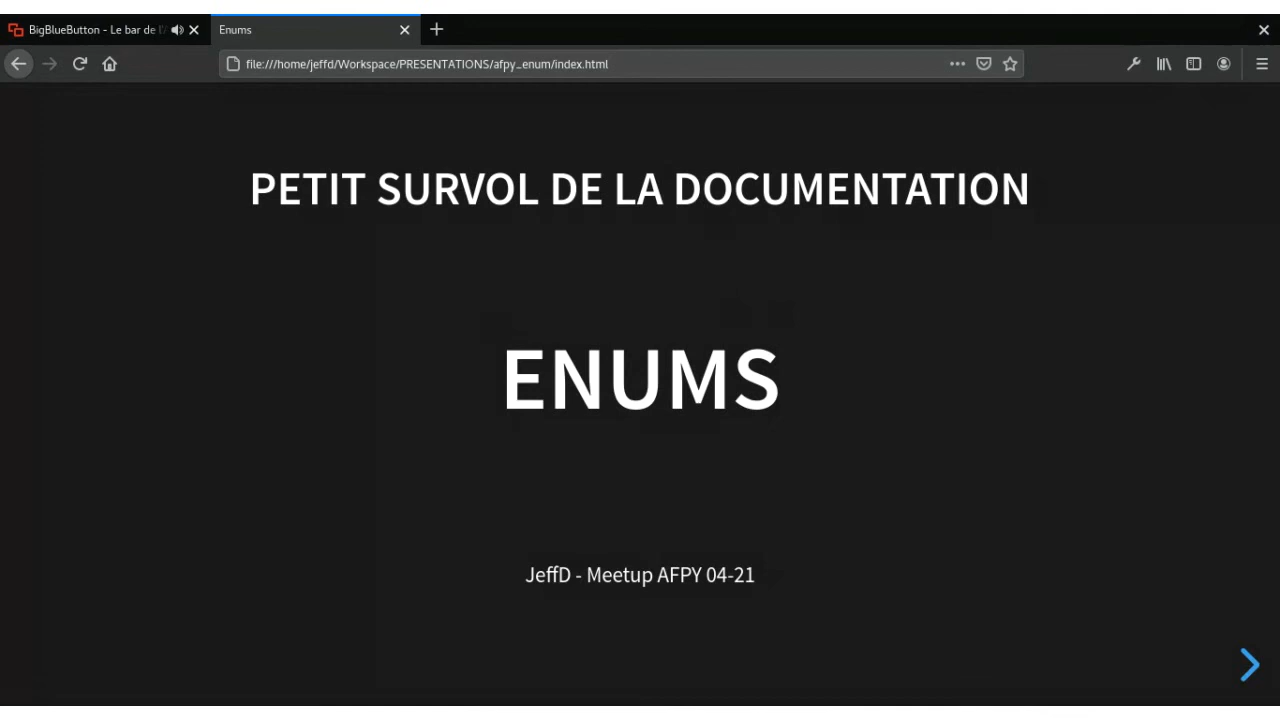 BigBlueButton - Le bar de l'
Enums
file:///home/jeffd/Workspace/PRESENTATIONS/afpy_enum/index.html
PETIT SURVOL DE LA DOCUMENTATION
ENUMS
JeffD - Meetup AFPY 04-21